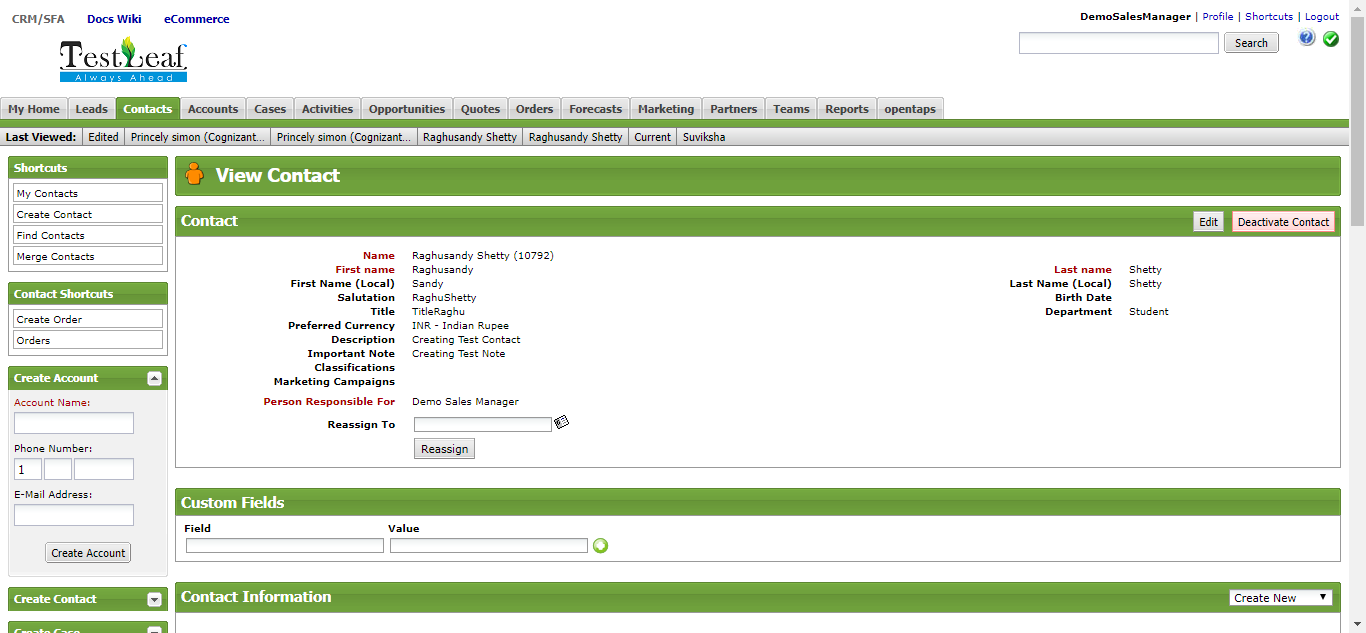 CRM/SFA Docs Wiki eCommerce
DemoSalesManager | Profile | Shortcuts | Logout
TestLeaf
Always Ahead
Search
?
My Home Leads Contacts Accounts Cases Activities Opportunities Quotes Orders Forecasts Marketing Partners Teams Reports opentaps
Last Viewed: Edited Princely simon (Cognizant... Princely simon (Cognizant... Raghusandy Shetty Raghusandy Shetty Current Suviksha
Shortcuts
My Contacts
Create Contact
Find Contacts
Merge Contacts
Contact Shortcuts
Create Order
Orders
Create Account
Account Name:
Phone Number:
1
E-Mail Address:
Create Account
Create Contact
Create Case
View Contact
Contact Edit Deactivate Contact
Name Raghusandy Shetty (10792)
First name Raghusandy Last name Shetty
First Name (Local) Sandy Last Name (Local) Shetty
Salutation RaghuShetty Birth Date
Title TitleRaghu Department Student
Preferred Currency INR - Indian Rupee
Description Creating Test Contact
Important Note Creating Test Note
Classifications
Marketing Campaigns
Person Responsible For Demo Sales Manager
Reassign To
Reassign
Custom Fields
Field Value
Contact Information Create New